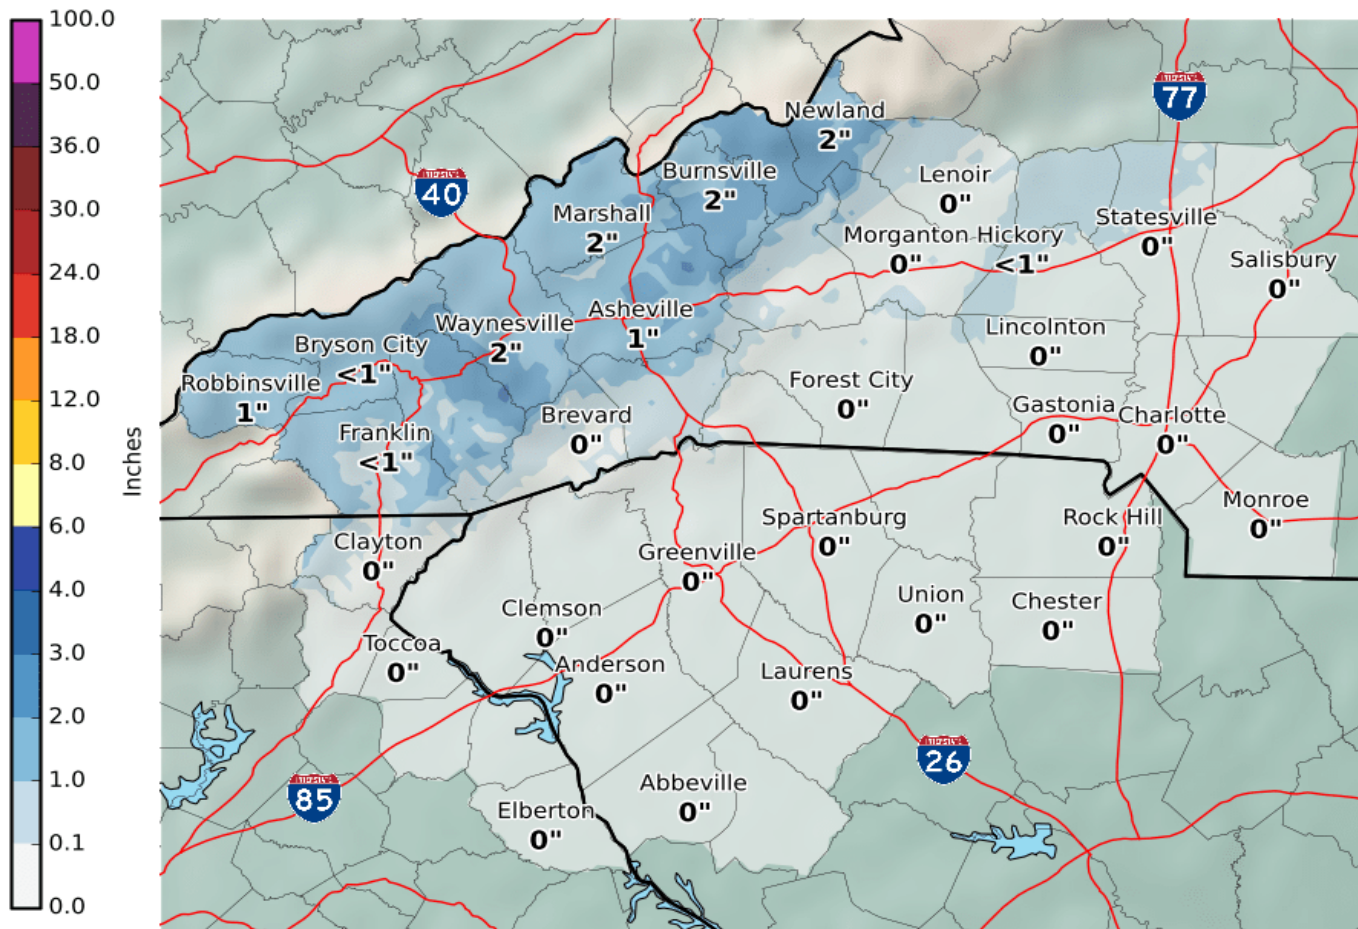 100.0
50.0
36.0
30.0
24.0
18.0
12.0
8.0
6.0
4.0
3.0
2.0
1.0
0.1
0.0
Inches
77
Newland
2"
40
Burnsville
2"
Lenoir
0"
Marshall
2"
Statesville
0"
Morganton Hickory
0" <1"
Salisbury
0"
Asheville
1"
Waynesville
2"
Lincolnton
0"
Bryson City
<1"
Robbinsville
1"
Forest City
0"
Brevard
0"
Gastonia
0"
Charlotte
0"
Franklin
<1"
Monroe
0"
Spartanburg
0"
Rock Hill
0"
Clayton
0"
Greenville
0"
Union
0"
Chester
0"
Clemson
0"
Toccoa
0"
Anderson
0"
Laurens
0"
26
85
Abbeville
0"
Elberton
0"